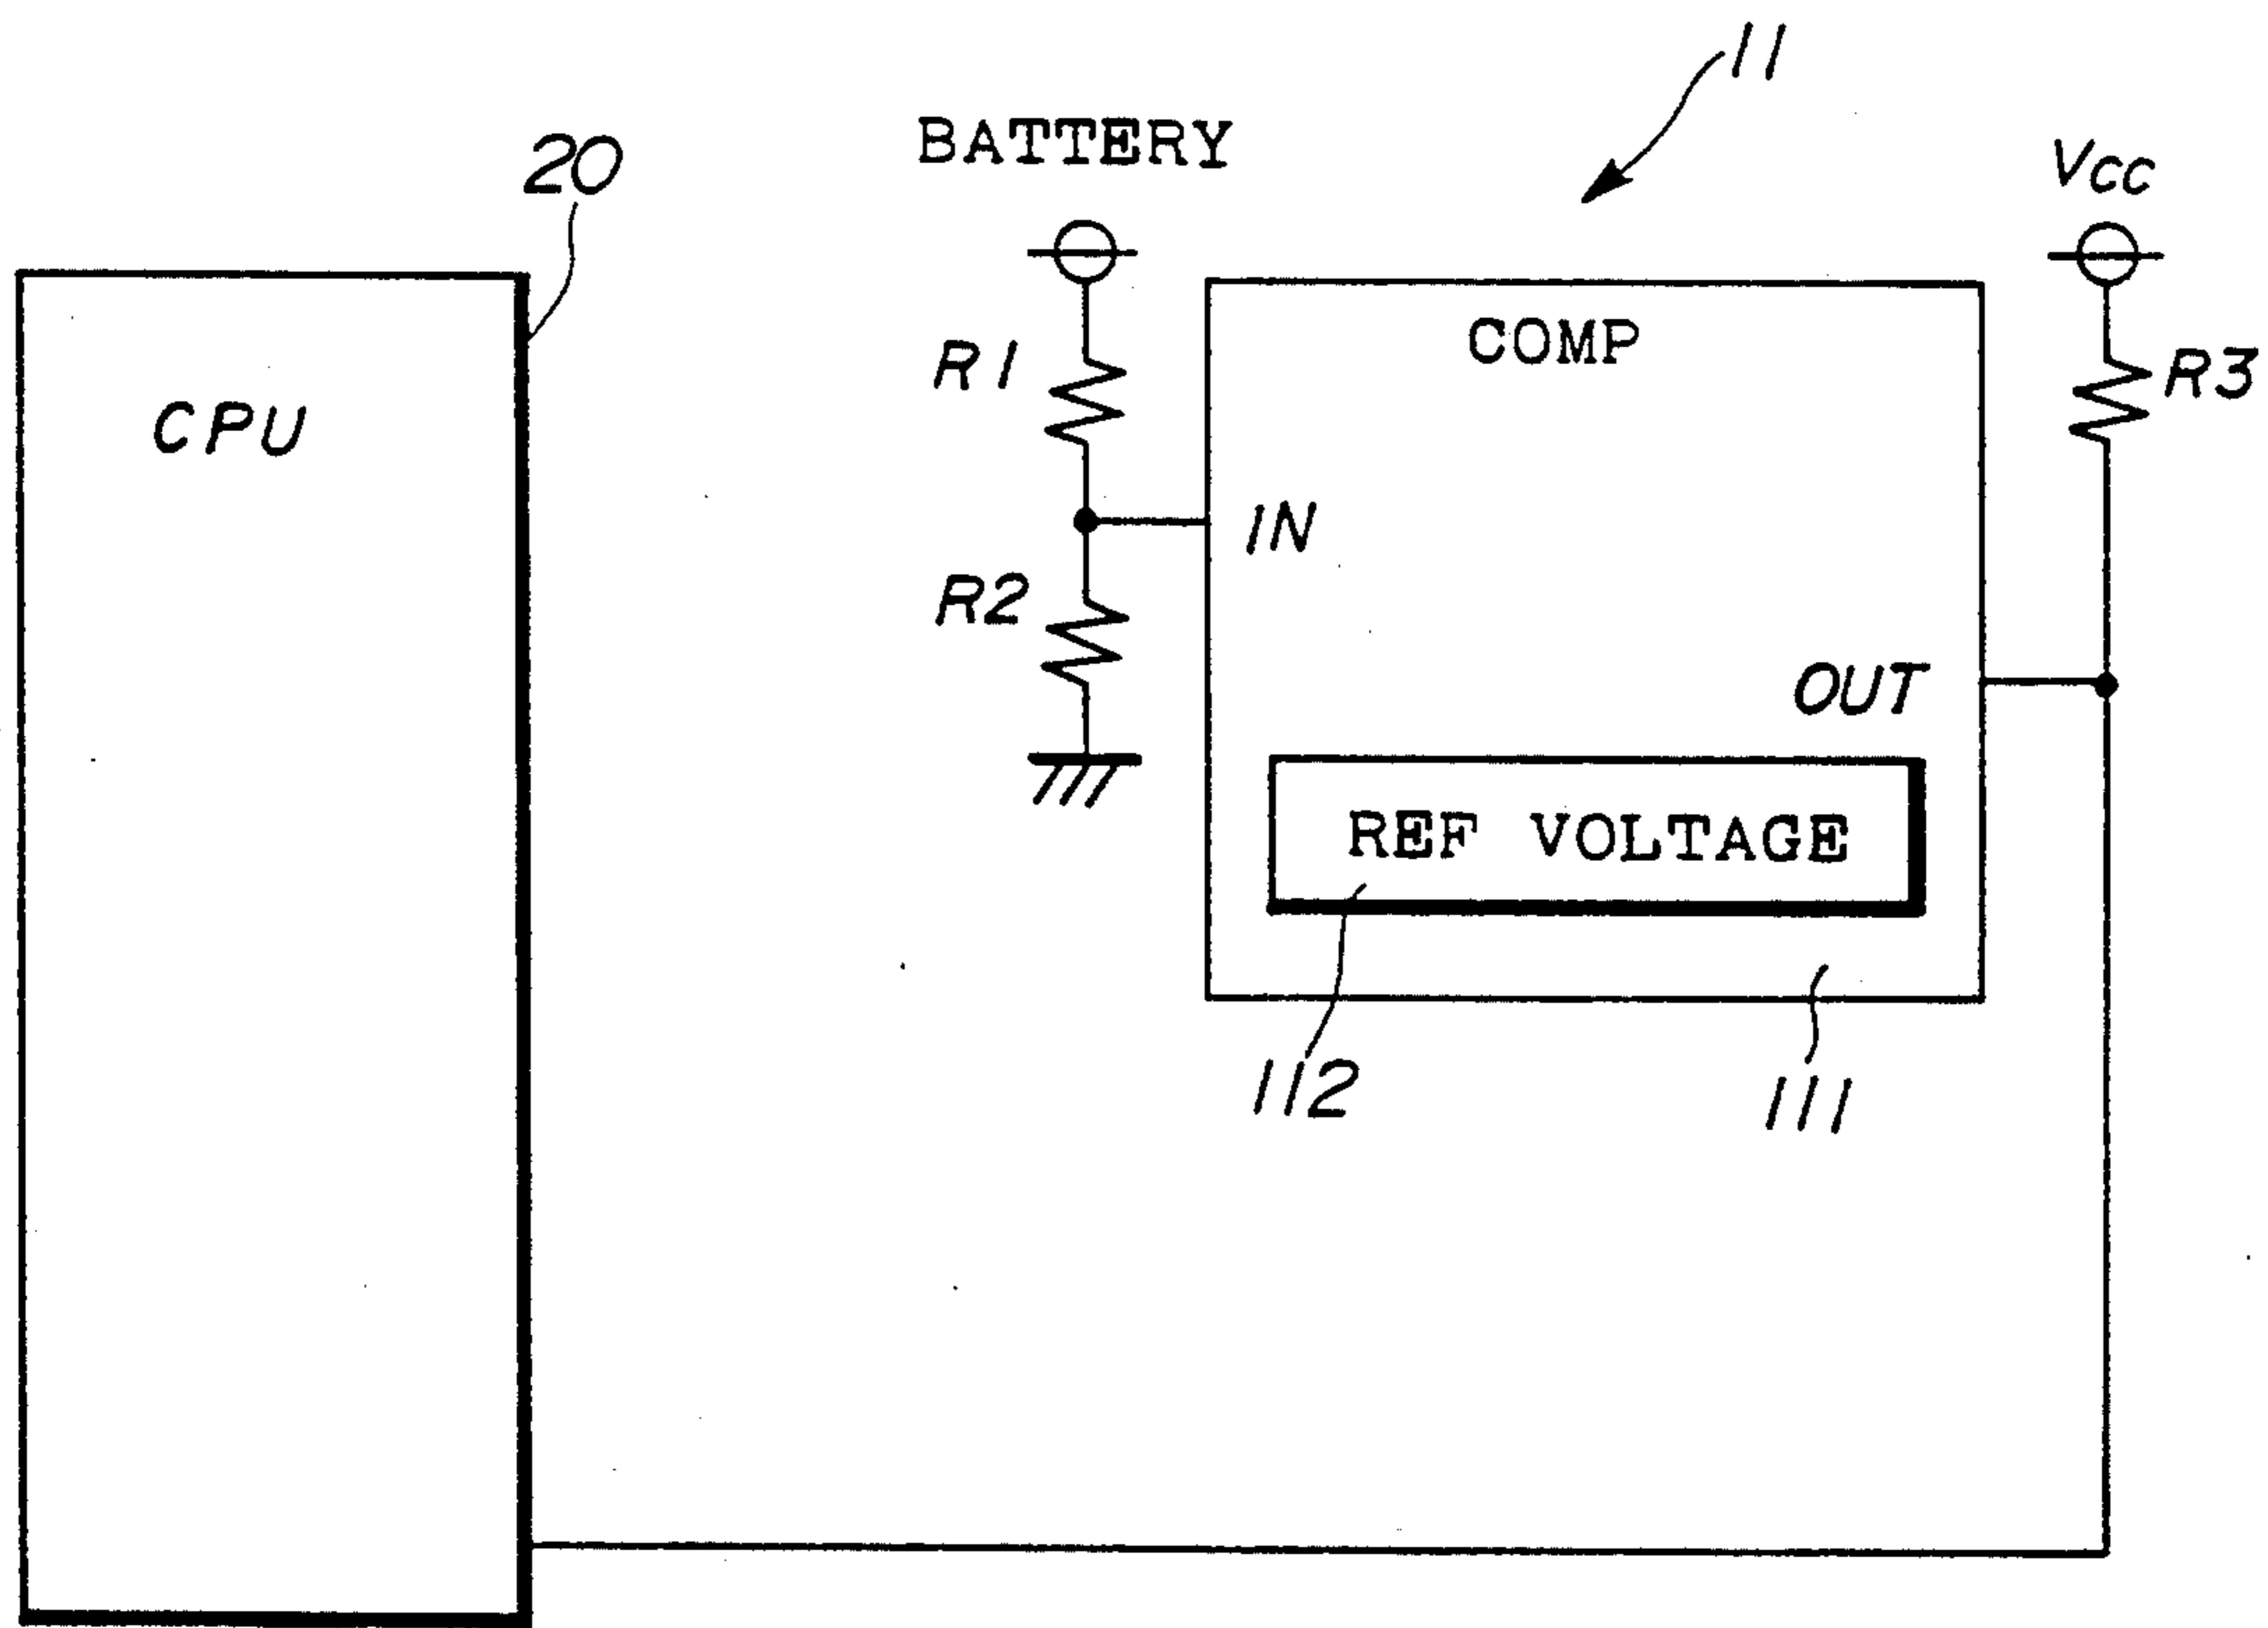 11
BATTERY
20
Vcc
COMP
R1
R3
CPU
IN
R2
OUT
REF VOLTAGE
112
111